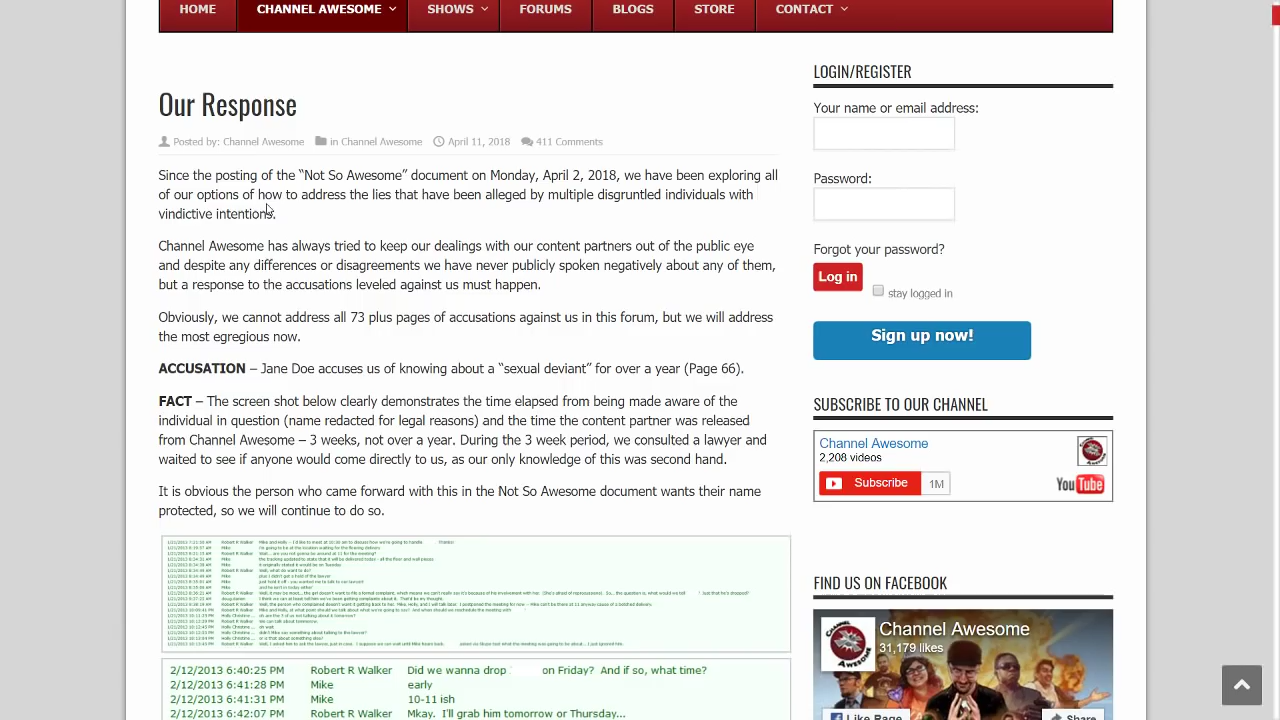 HOME
CHANNEL AWESOME
SHOWS
FORUMS
BLOGS
STORE
CONTACT
Our Response
Posted by: Channel Awesome in Channel Awesome April 11, 2018 411 Comments
Since the posting of the “Not So Awesome” document on Monday, April 2, 2018, we have been exploring all
of our options of how to address the lies that have been alleged by multiple disgruntled individuals with
vindictive intentions.
Channel Awesome has always tried to keep our dealings with our content partners out of the public eye
and despite any differences or disagreements we have never publicly spoken negatively about any of them,
but a response to the accusations leveled against us must happen.
Obviously, we cannot address all 73 plus pages of accusations against us in this forum, but we will address
the most egregious now.
ACCUSATION – Jane Doe accuses us of knowing about a “sexual deviant” for over a year (Page 66).
FACT – The screen shot below clearly demonstrates the time elapsed from being made aware of the
individual in question (name redacted for legal reasons) and the time the content partner was released
from Channel Awesome – 3 weeks, not over a year. During the 3 week period, we consulted a lawyer and
waited to see if anyone would come directly to us, as our only knowledge of this was second hand.
It is obvious the person who came forward with this in the Not So Awesome document wants their name
protected, so we will continue to do so.
2/12/2013 6:40:25 PM Robert R Walker Did we wanna drop on Friday? And if so, what time?
2/12/2013 6:41:28 PM Mike early
2/12/2013 6:41:31 PM Mike 10-11 ish
2/12/2013 6:42:07 PM Robert R Walker Mkay. I'll grab him tomorrow or Thursday...
LOGIN/REGISTER
Your name or email address:
Password:
Forgot your password?
Log in
stay logged in
Sign up now!
SUBSCRIBE TO OUR CHANNEL
Channel Awesome
2,208 videos
Subscribe 1M
YouTube
FIND US ON FACEBOOK
Channel Awesome
31,179 likes
Like Page
Share